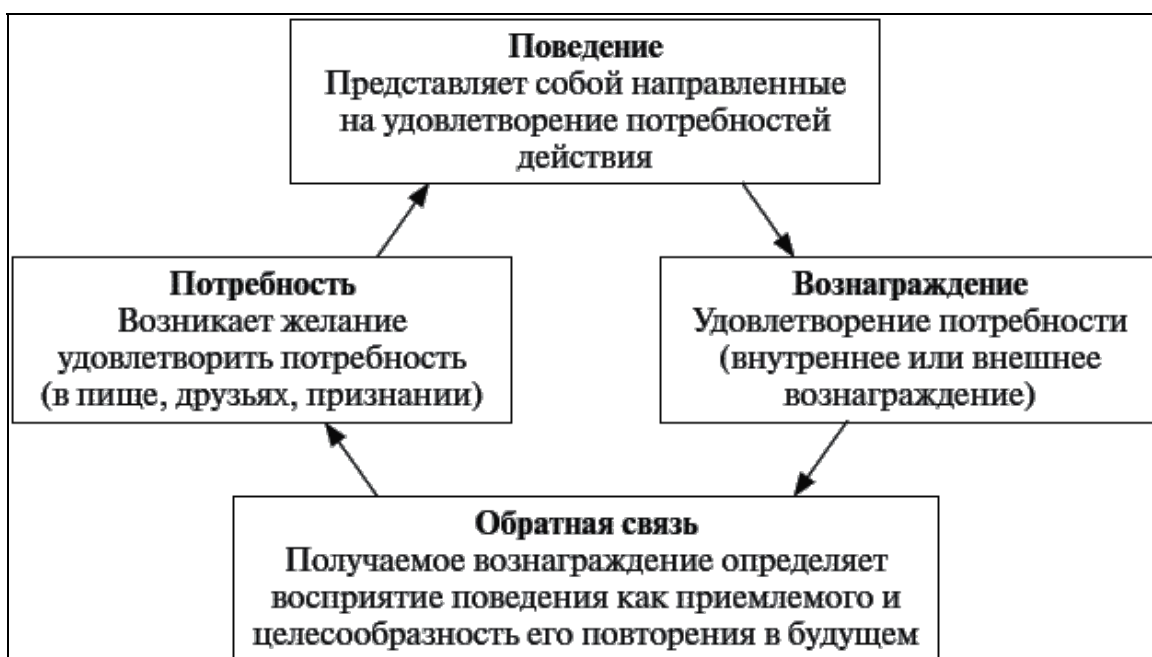 Поведение
Представляет собой направленные
на удовлетворение потребностей
действия
Потребность
Возникает желание
удовлетворить потребность
(в пище, друзьях, признании)
Вознаграждение
Удовлетворение потребности
(внутреннее или внешнее
вознаграждение)
Обратная связь
Получаемое вознаграждение определяет
восприятие поведения как приемлемого и
целесообразность его повторения в будущем